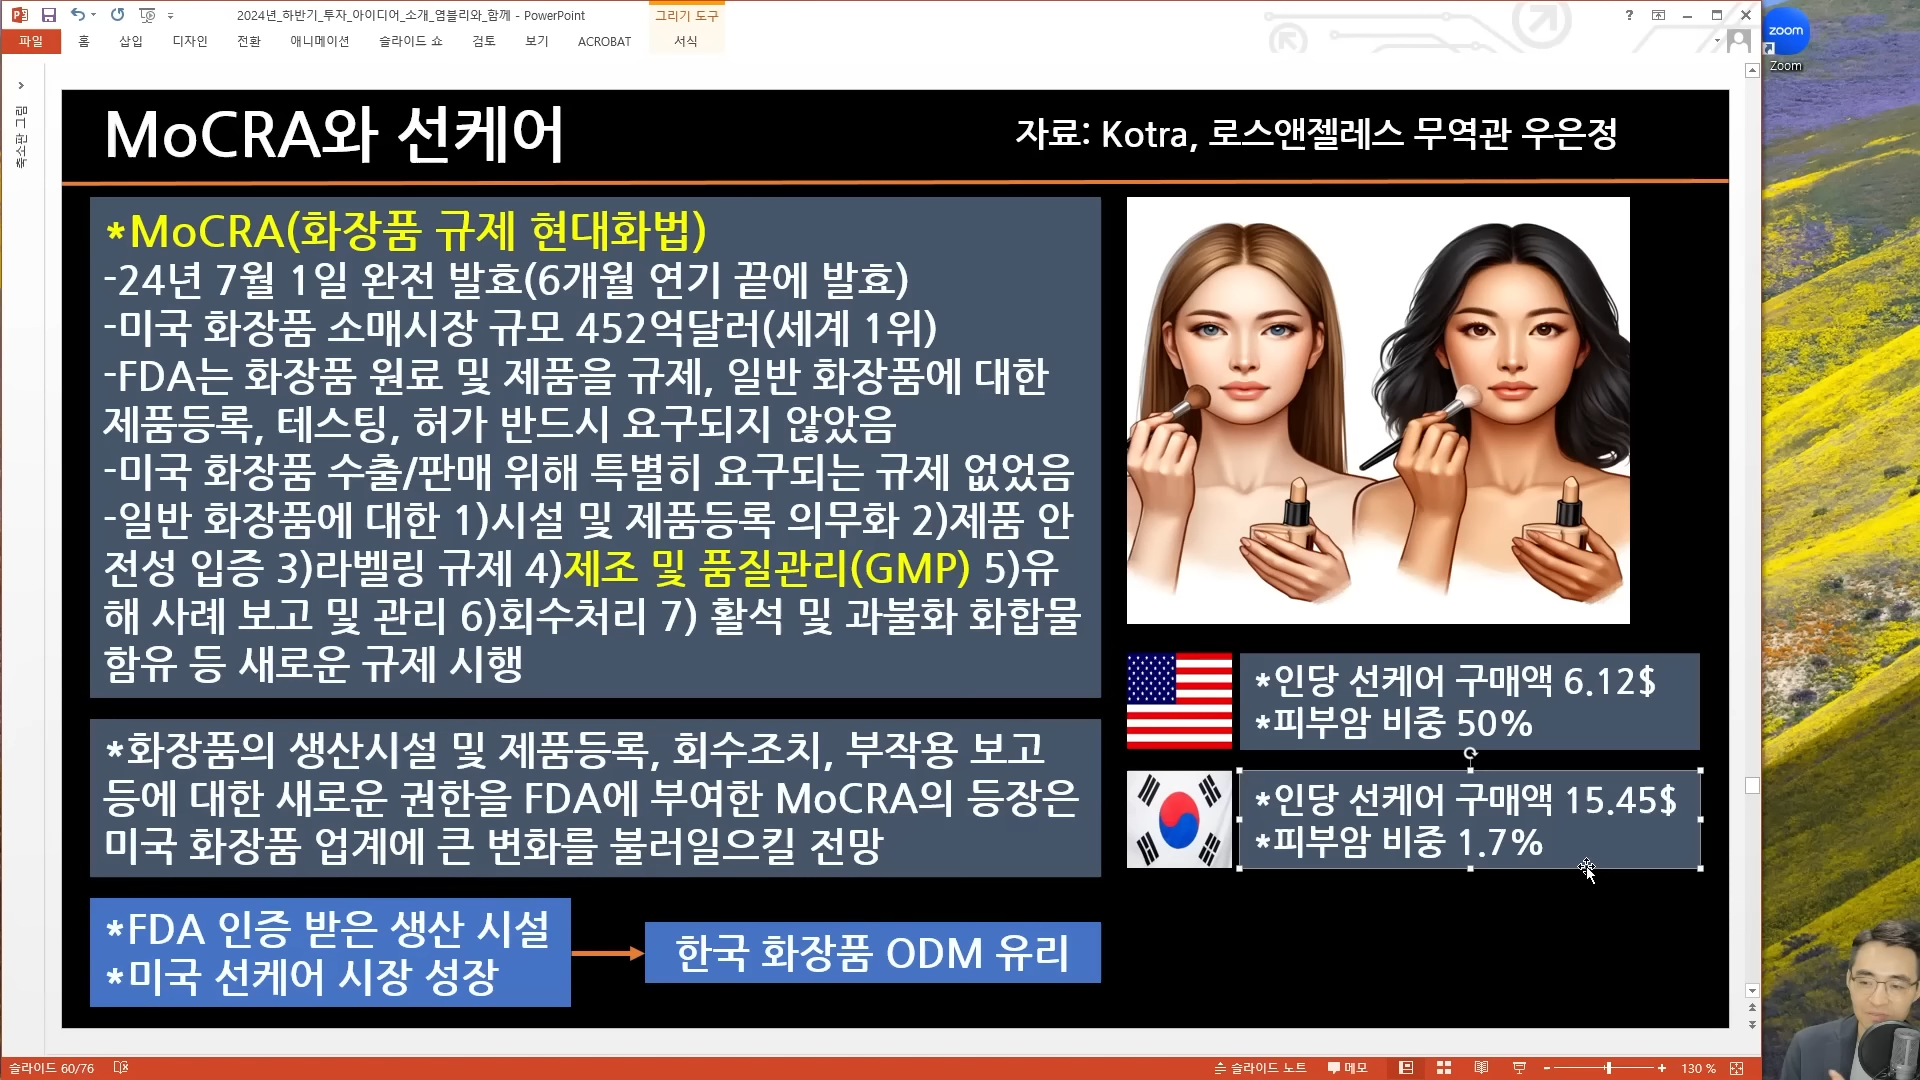 2024년_하반기_투자_아이디어_소개_염블리와_함께 - PowerPoint
그리기 도구
파일 홈 삽입 디자인 전환 애니메이션 슬라이드 쇼 검토 보기 ACROBAT 서식
zoom
Zoom
축소판 그림
MoCRA와 선케어
자료: Kotra, 로스앤젤레스 무역관 우은정
*MoCRA(화장품 규제 현대화법)
-24년 7월 1일 완전 발효(6개월 연기 끝에 발효)
-미국 화장품 소매시장 규모 452억달러(세계 1위)
-FDA는 화장품 원료 및 제품을 규제, 일반 화장품에 대한
제품등록, 테스팅, 허가 반드시 요구되지 않았음
-미국 화장품 수출/판매 위해 특별히 요구되는 규제 없었음
-일반 화장품에 대한 1)시설 및 제품등록 의무화 2)제품 안
전성 입증 3)라벨링 규제 4)제조 및 품질관리(GMP) 5)유
해 사례 보고 및 관리 6)회수처리 7) 활석 및 과불화 화합물
함유 등 새로운 규제 시행
*화장품의 생산시설 및 제품등록, 회수조치, 부작용 보고
등에 대한 새로운 권한을 FDA에 부여한 MoCRA의 등장은
미국 화장품 업계에 큰 변화를 불러일으킬 전망
*FDA 인증 받은 생산 시설
*미국 선케어 시장 성장
한국 화장품 ODM 유리
*인당 선케어 구매액 6.12$
*피부암 비중 50%
*인당 선케어 구매액 15.45$
*피부암 비중 1.7%
슬라이드 60/76
슬라이드 노트 메모 130 %